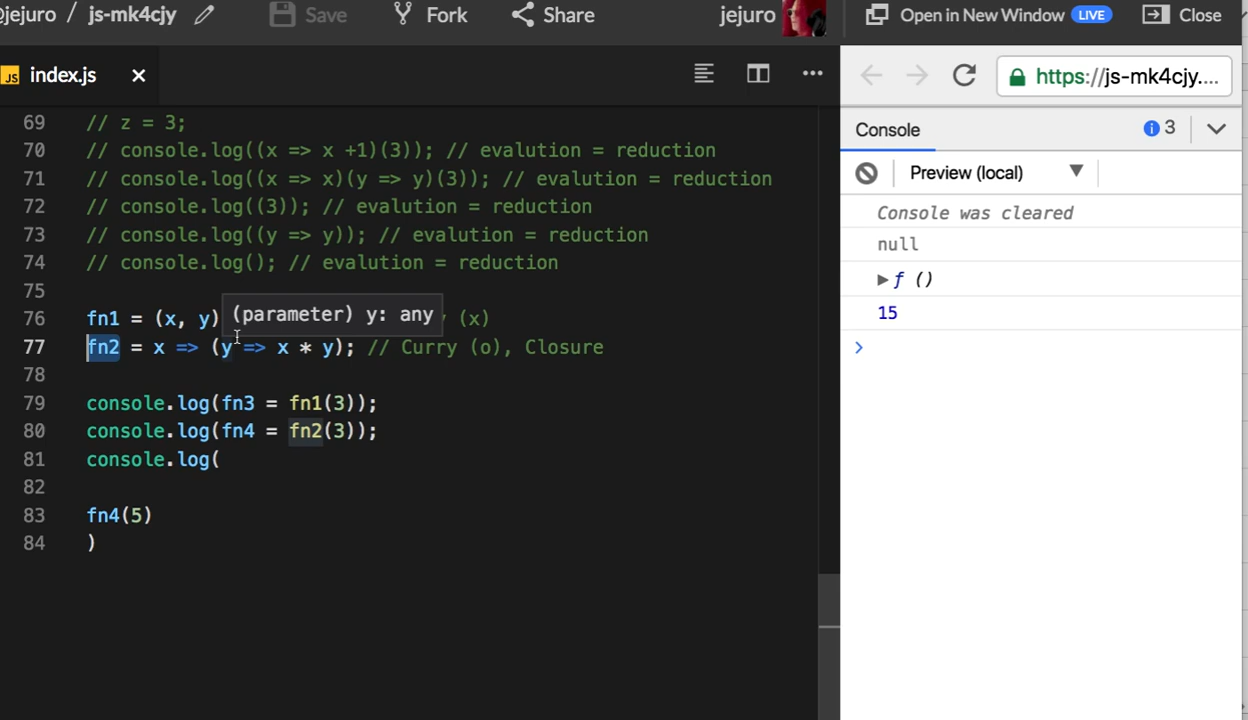 @jejuro / js-mk4cjy Save Fork Share jejuro Open in New Window LIVE Close
JS index.js × ••• https://js-mk4cjy....
Console 3
Preview (local) ▼
69 // z = 3;
70 // console.log((x => x +1)(3)); // evalution = reduction
71 // console.log((x => x)(y => y)(3)); // evalution = reduction
72 // console.log((3)); // evalution = reduction
73 // console.log((y => y)); // evalution = reduction
74 // console.log(); // evalution = reduction
75
(parameter) y: any
76 fn1 = (x, y) (x)
77 fn2 = x => (y => x * y); // Curry (o), Closure
78
79 console.log(fn3 = fn1(3));
80 console.log(fn4 = fn2(3));
81 console.log(
82
83 fn4(5)
84 )
Console was cleared
null
▶ ƒ ()
15
>